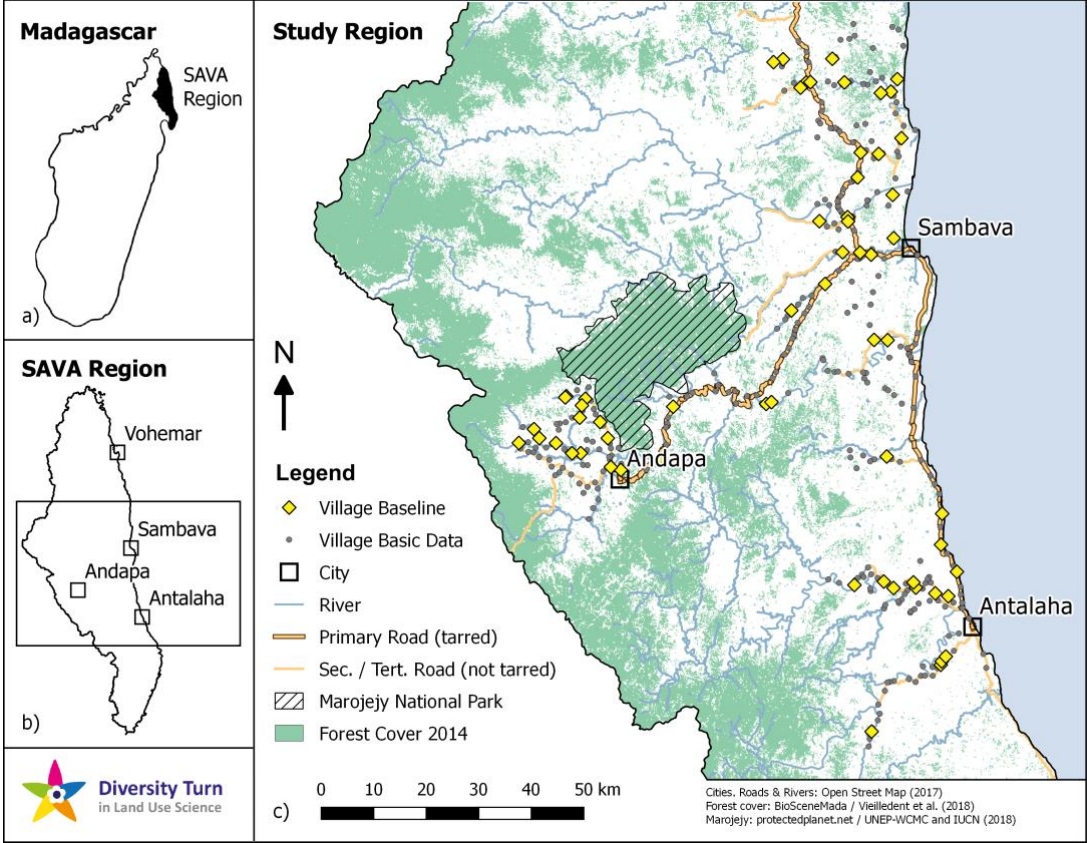 Madagascar
SAVA
Region
a)
SAVA Region
Vohemar
Sambava
Andapa
Antalaha
b)
Diversity Turn
in Land Use Science
Study Region
Sambava
Andapa
Antalaha
N
Legend
Village Baseline
Village Basic Data
City
River
Primary Road (tarred)
Sec. / Tert. Road (not tarred)
Marojejy National Park
Forest Cover 2014
c)
0 10 20 30 40 50 km
Cities. Roads & Rivers: Open Street Map (2017)
Forest cover: BioSceneMada / Vieilledent et al. (2018)
Marojejy: protectedplanet.net / UNEP-WCMC and IUCN (2018)